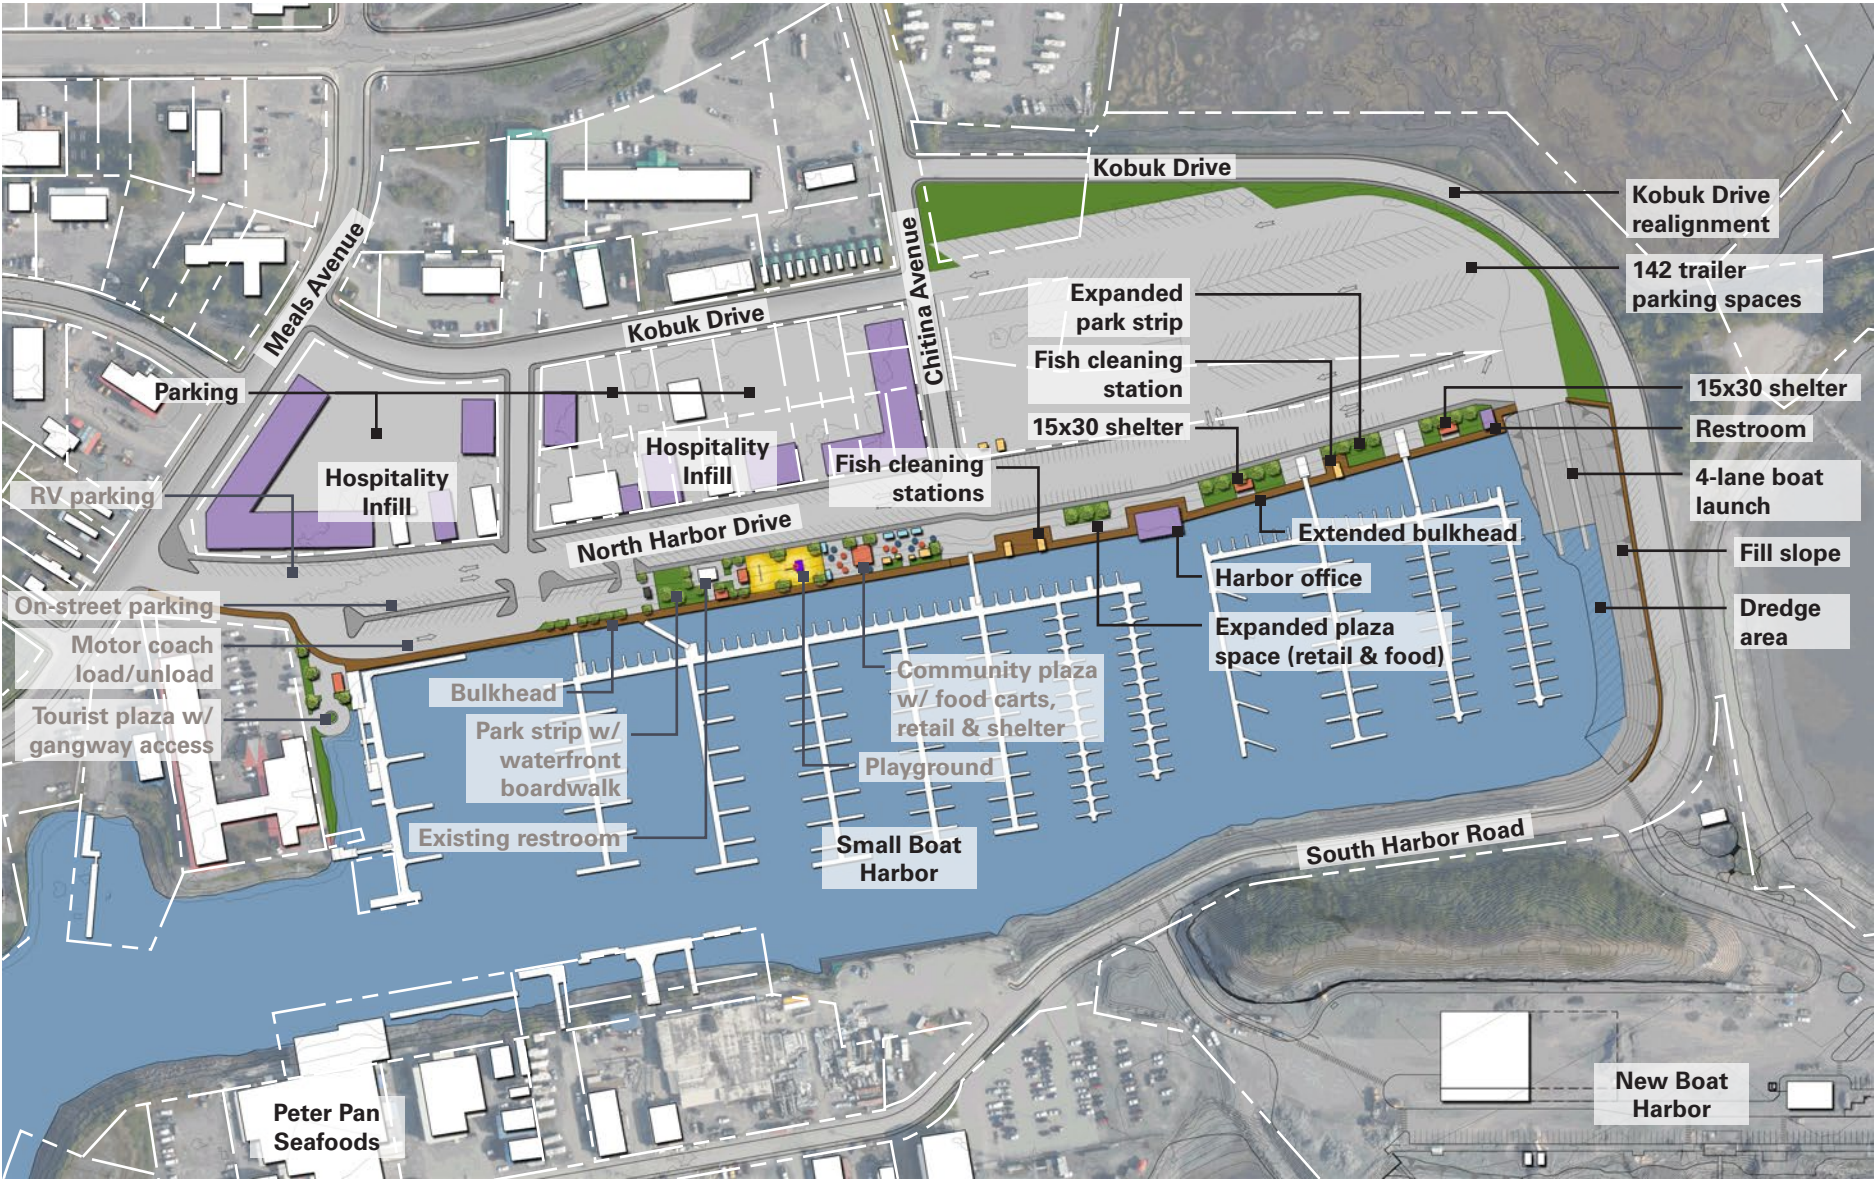 Kobuk Drive
Kobuk Drive
realignment
142 trailer
parking spaces
Meals Avenue
Chitina Avenue
Expanded
park strip
Kobuk Drive
Fish cleaning
station
Parking
15x30 shelter
15x30 shelter
Restroom
Hospitality
Infill
Hospitality
Infill
Fish cleaning
stations
4-lane boat
launch
RV parking
North Harbor Drive
Extended bulkhead
Fill slope
Harbor office
On-street parking
Dredge
area
Motor coach
load/unload
Expanded plaza
space (retail & food)
Bulkhead
Community plaza
w/ food carts,
retail & shelter
Tourist plaza w/
gangway access
Park strip w/
waterfront
boardwalk
Playground
Existing restroom
Small Boat
Harbor
South Harbor Road
Peter Pan
Seafoods
New Boat
Harbor